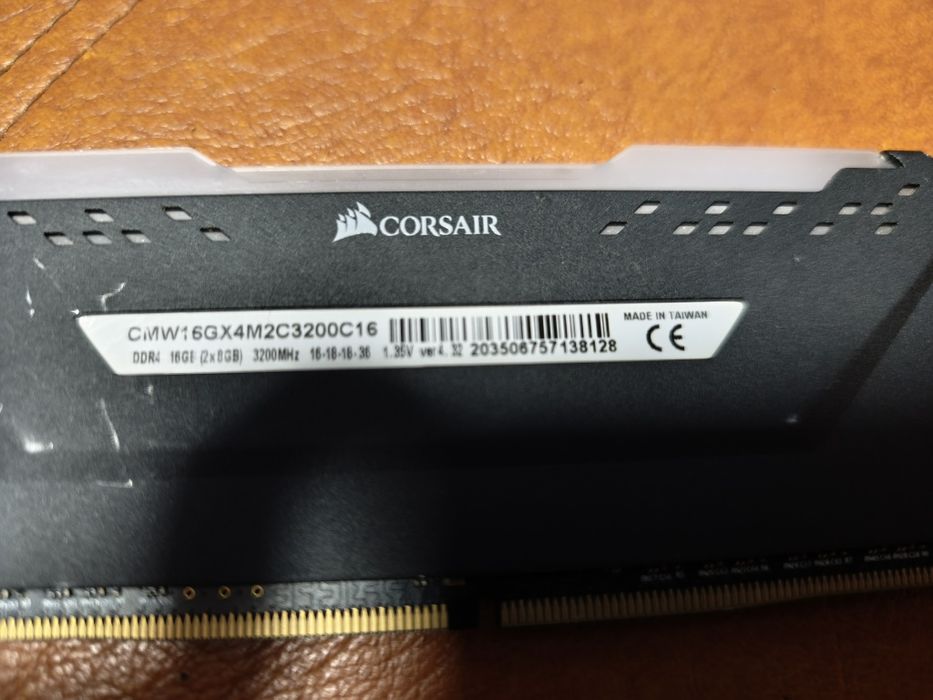 CORSAIR
CMW16GX4M2C3200C16
DDR4 16GB (2x8GB) 3200MHz 16-18-18-36 1.35V ver4.32 203506757138128
MADE IN TAIWAN
CE